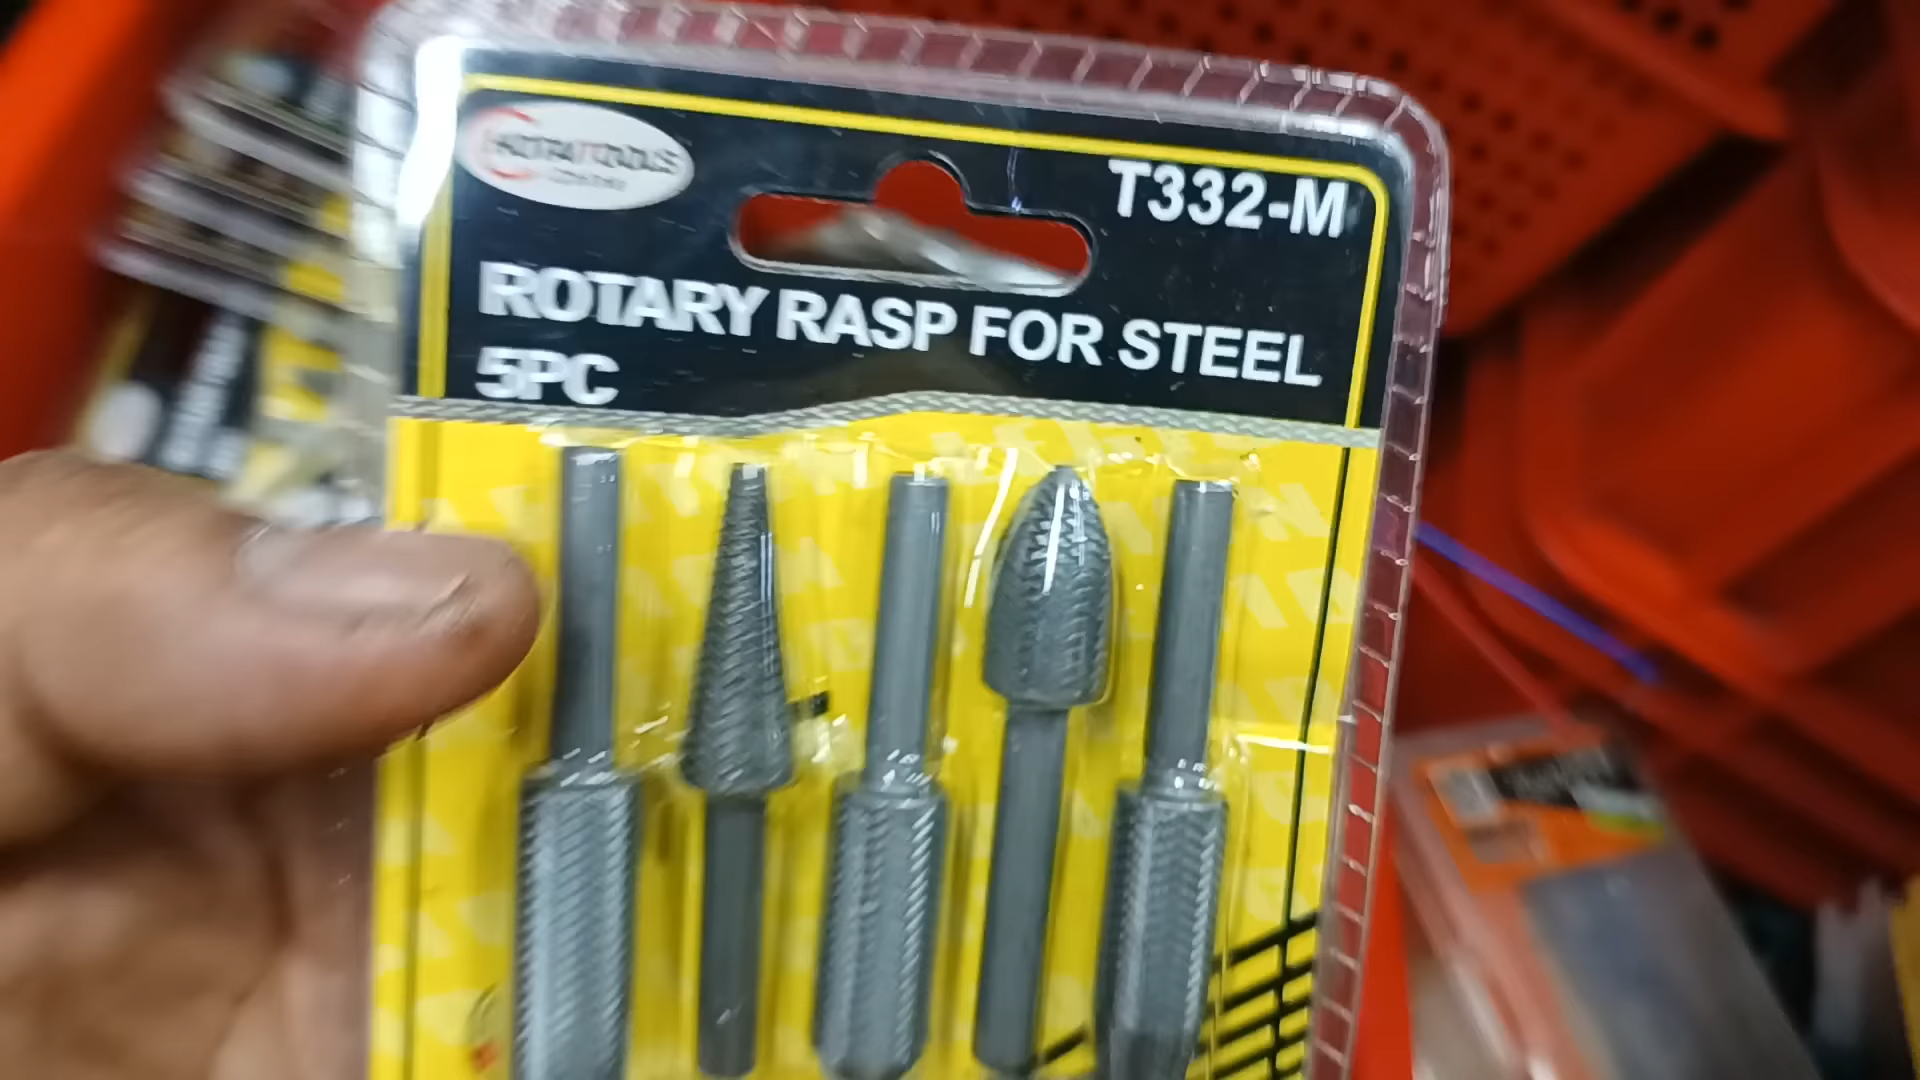 T332-M
ROTARY RASP FOR STEEL
5PC